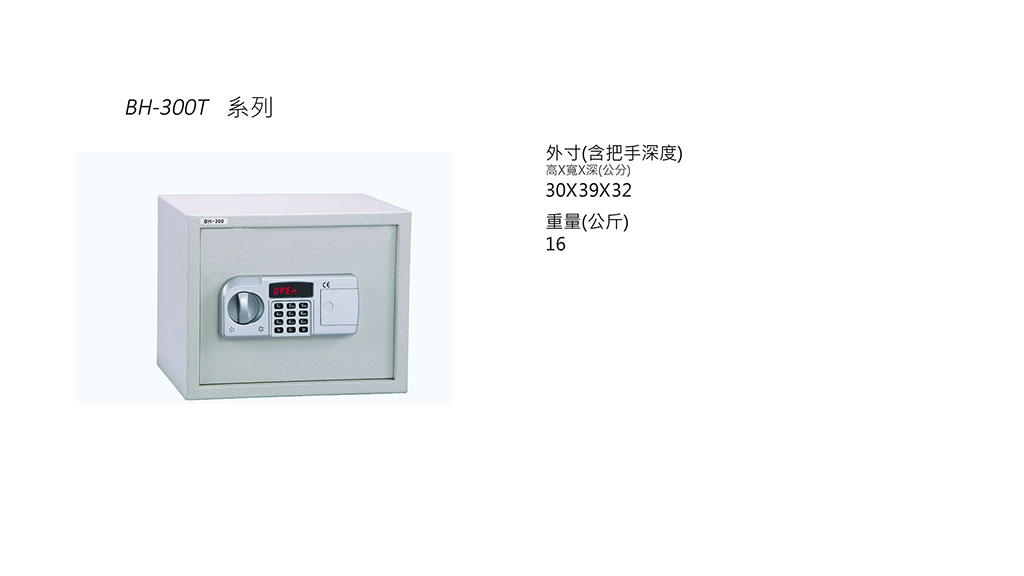 BH-300T 系列
外寸(含把手深度)
高X寬X深(公分)
30X39X32
重量(公斤)
16
BH-300
OPEn
CE